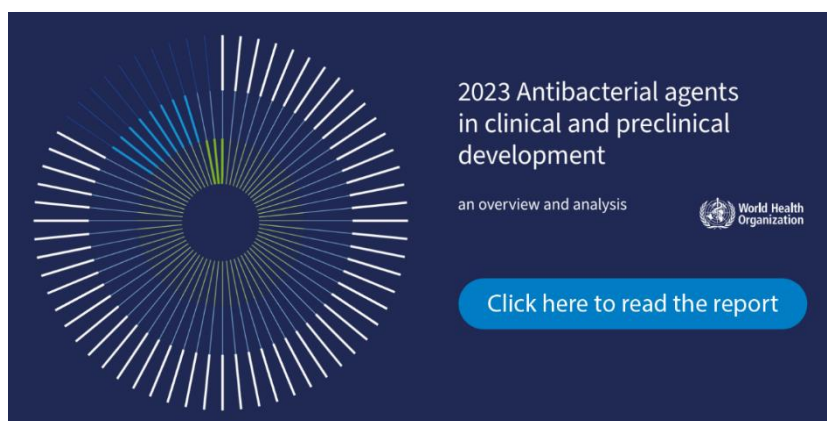 2023 Antibacterial agents
in clinical and preclinical
development
an overview and analysis
World Health
Organization
Click here to read the report